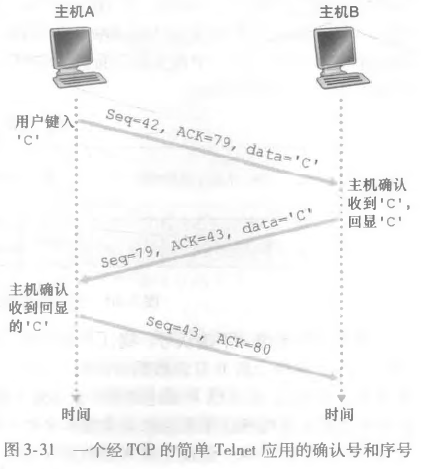 主机A
主机B
用户键入
'C'
Seq=42, ACK=79, data='C'
主机确认
收到'C',
回显'C'
Seq=79, ACK=43, data='C'
主机确认
收到回显
的'C'
Seq=43, ACK=80
时间
时间
图 3-31 一个经 TCP 的简单 Telnet 应用的确认号和序号